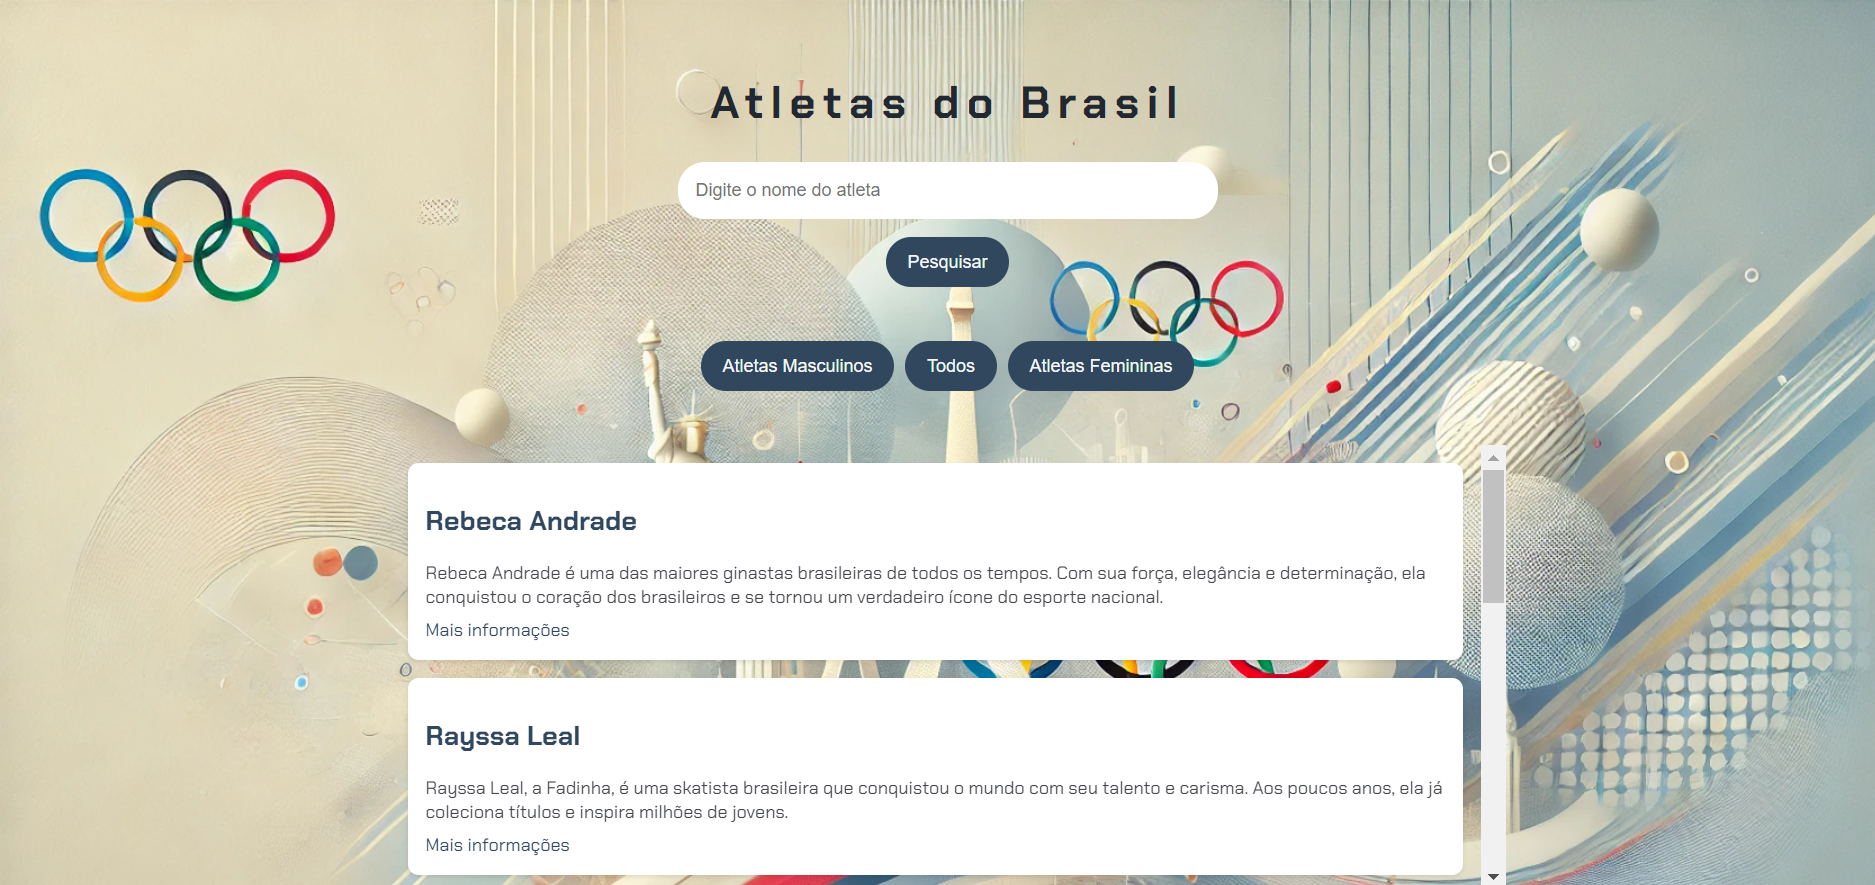 Atletas do Brasil
Digite o nome do atleta
Pesquisar
Atletas Masculinos
Todos
Atletas Femininas
Rebeca Andrade
Rebeca Andrade é uma das maiores ginastas brasileiras de todos os tempos. Com sua força, elegância e determinação, ela
conquistou o coração dos brasileiros e se tornou um verdadeiro ícone do esporte nacional.
Mais informações
Rayssa Leal
Rayssa Leal, a Fadinha, é uma skatista brasileira que conquistou o mundo com seu talento e carisma. Aos poucos anos, ela já
coleciona títulos e inspira milhões de jovens.
Mais informações